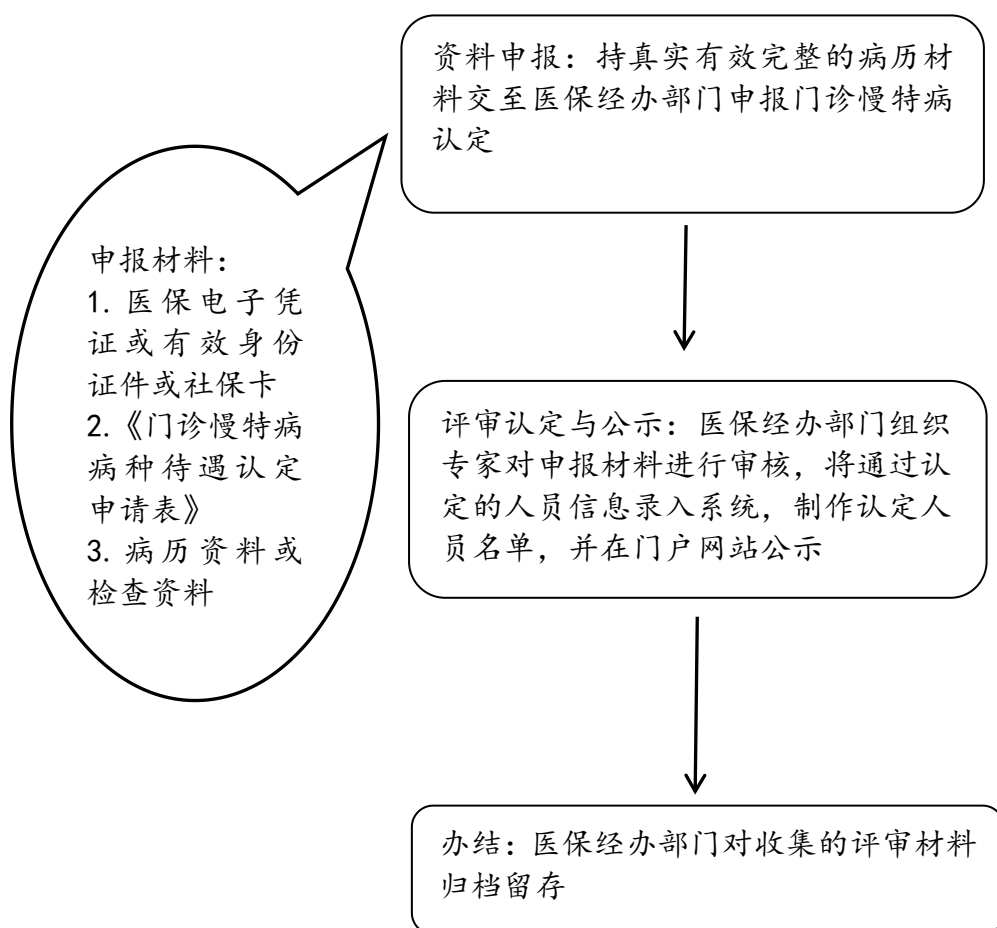 资料申报：持真实有效完整的病历材
料交至医保经办部门申报门诊慢特病
认定
申报材料：
1. 医保电子凭
证或有效身份
证件或社保卡
2.《门诊慢特病
病种待遇认定
申请表》
3. 病历资料或
检查资料
评审认定与公示：医保经办部门组织
专家对申报材料进行审核，将通过认
定的人员信息录入系统，制作认定人
员名单，并在门户网站公示
办结：医保经办部门对收集的评审材料
归档留存